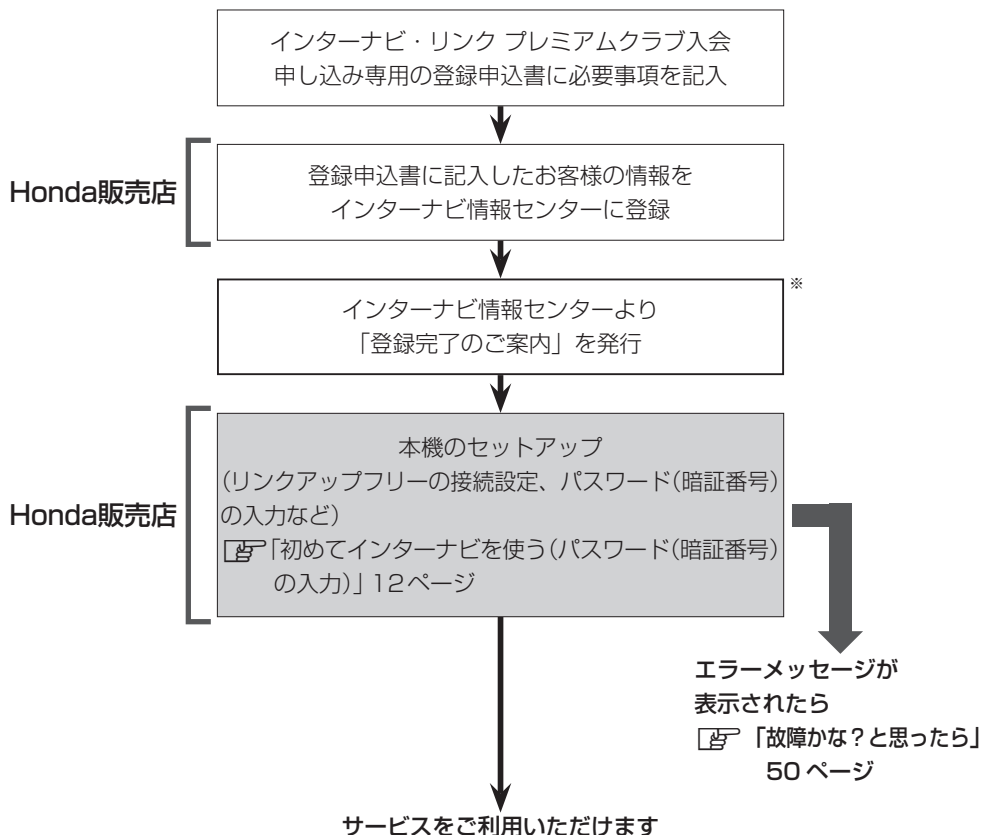 インターナビ・リンク プレミアムクラブ入会
申し込み専用の登録申込書に必要事項を記入
Honda販売店
登録申込書に記入したお客様の情報を
インターナビ情報センターに登録
※
インターナビ情報センターより
「登録完了のご案内」を発行
Honda販売店
本機のセットアップ
(リンクアップフリーの接続設定、パスワード(暗証番号)
の入力など)
「初めてインターナビを使う(パスワード(暗証番号)
の入力)」12ページ
エラーメッセージが
表示されたら
「故障かな?と思ったら」
50 ページ
サービスをご利用いただけます